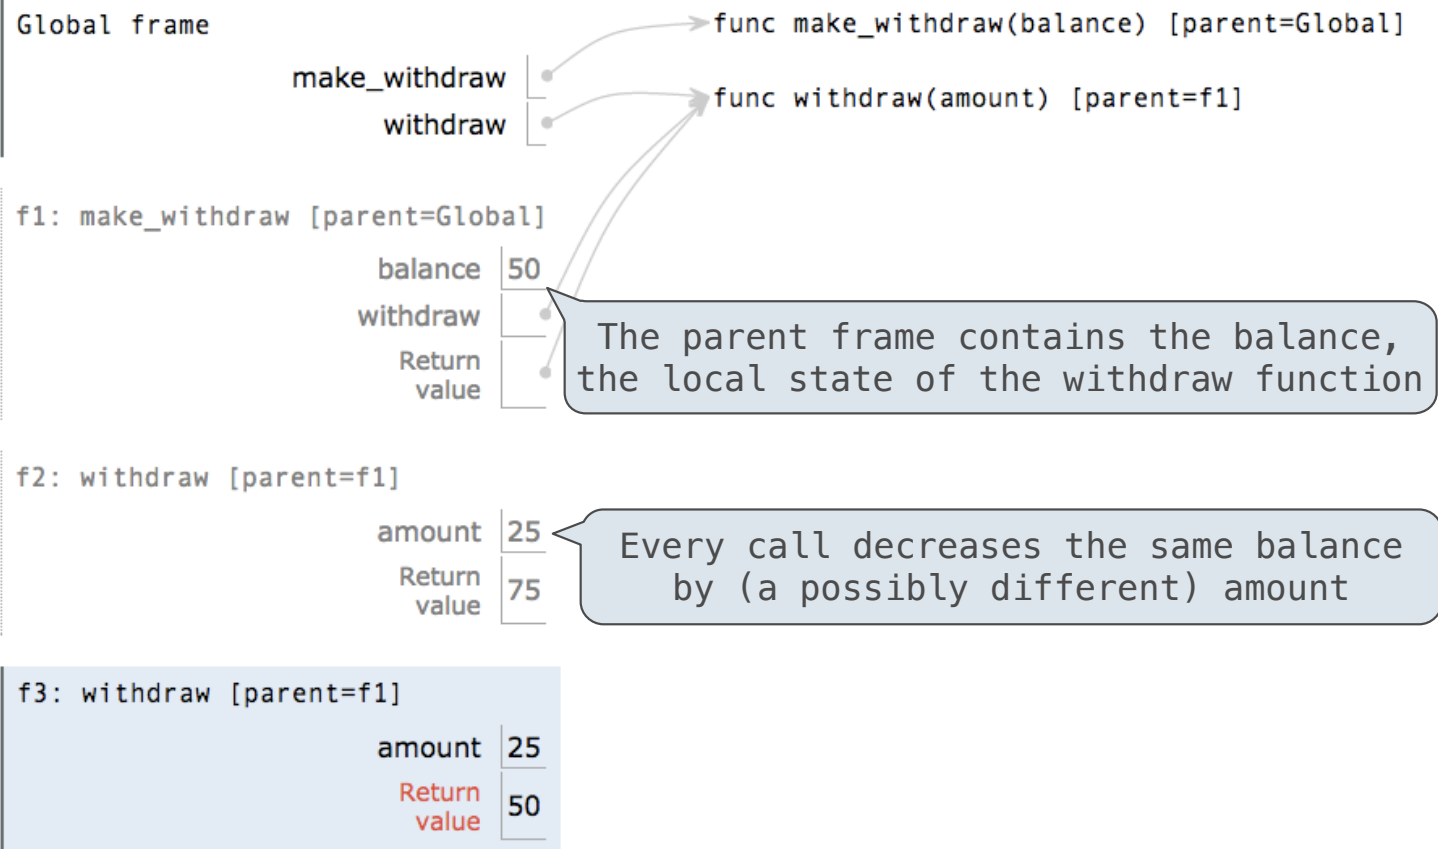 Global frame
make_withdraw
withdraw
func make_withdraw(balance) [parent=Global]
func withdraw(amount) [parent=f1]
f1: make_withdraw [parent=Global]
balance 50
withdraw
Return
value
The parent frame contains the balance,
the local state of the withdraw function
f2: withdraw [parent=f1]
amount 25
Return
value 75
Every call decreases the same balance
by (a possibly different) amount
f3: withdraw [parent=f1]
amount 25
Return
value 50